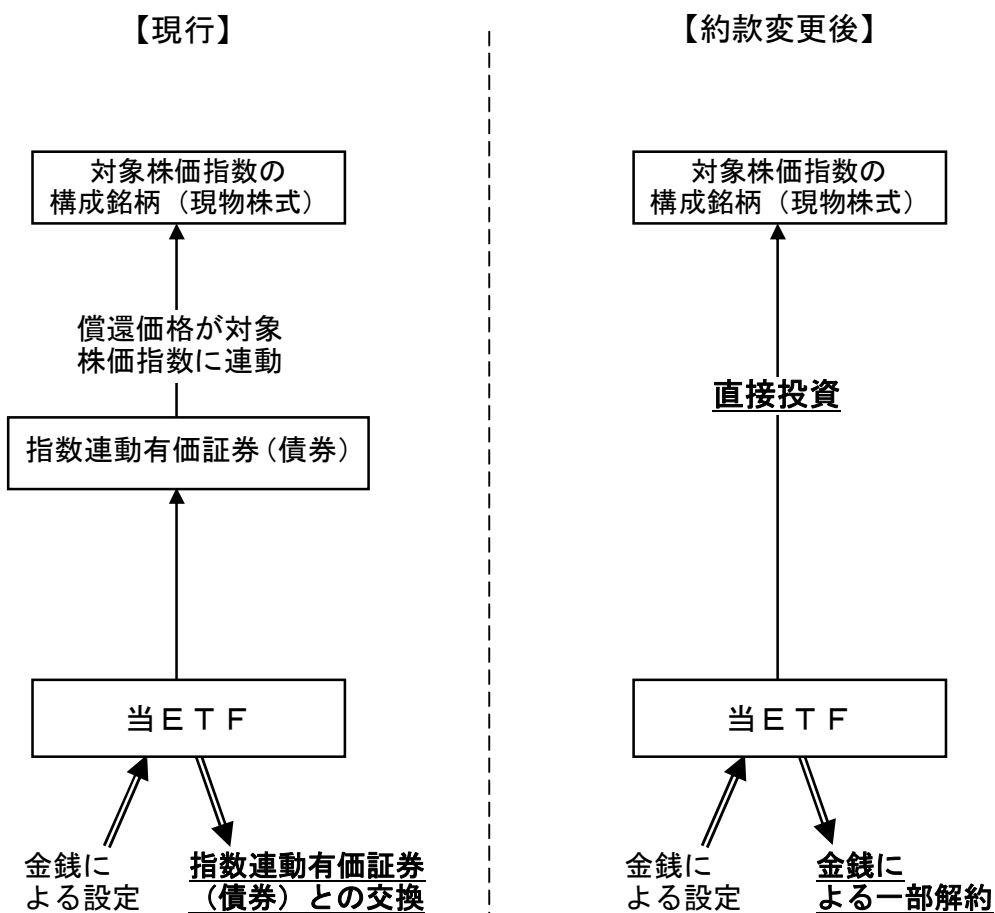 【現行】
対象株価指数の
構成銘柄（現物株式）
償還価格が対象
株価指数に連動
指数連動有価証券（債券）
当ＥＴＦ
金銭に
よる設定
指数連動有価証券
（債券）との交換
【約款変更後】
対象株価指数の
構成銘柄（現物株式）
直接投資
当ＥＴＦ
金銭に
よる設定
金銭に
よる一部解約